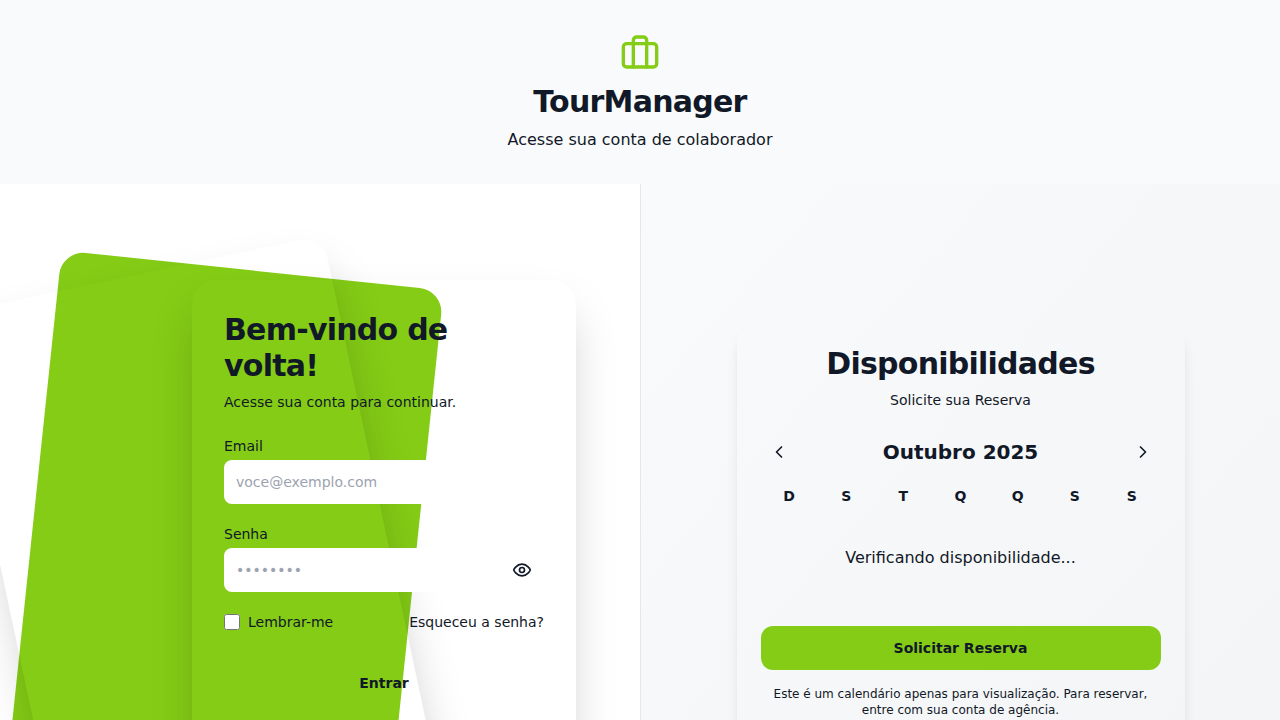 TourManager
Acesse sua conta de colaborador
Bem-vindo de
volta!
Acesse sua conta para continuar.
Email
voce@exemplo.com
Senha
••••••••
Lembrar-me
Esqueceu a senha?
Entrar
Disponibilidades
Solicite sua Reserva
Outubro 2025
D S T Q Q S S
Verificando disponibilidade...
Solicitar Reserva
Este é um calendário apenas para visualização. Para reservar,
entre com sua conta de agência.